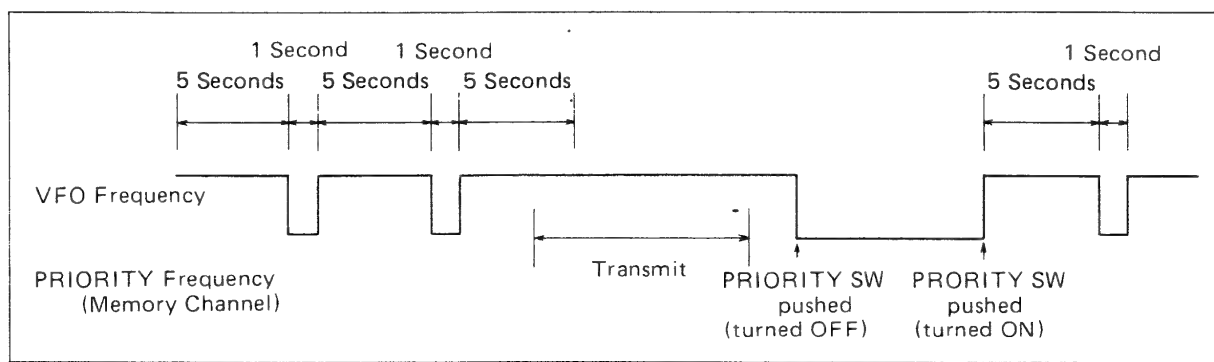 1 Second 1 Second
5 Seconds 5 Seconds 5 Seconds
1 Second
5 Seconds
VFO Frequency
PRIORITY Frequency
(Memory Channel)
Transmit
PRIORITY SW
pushed
(turned OFF)
PRORITY SW
pushed
(turned ON)